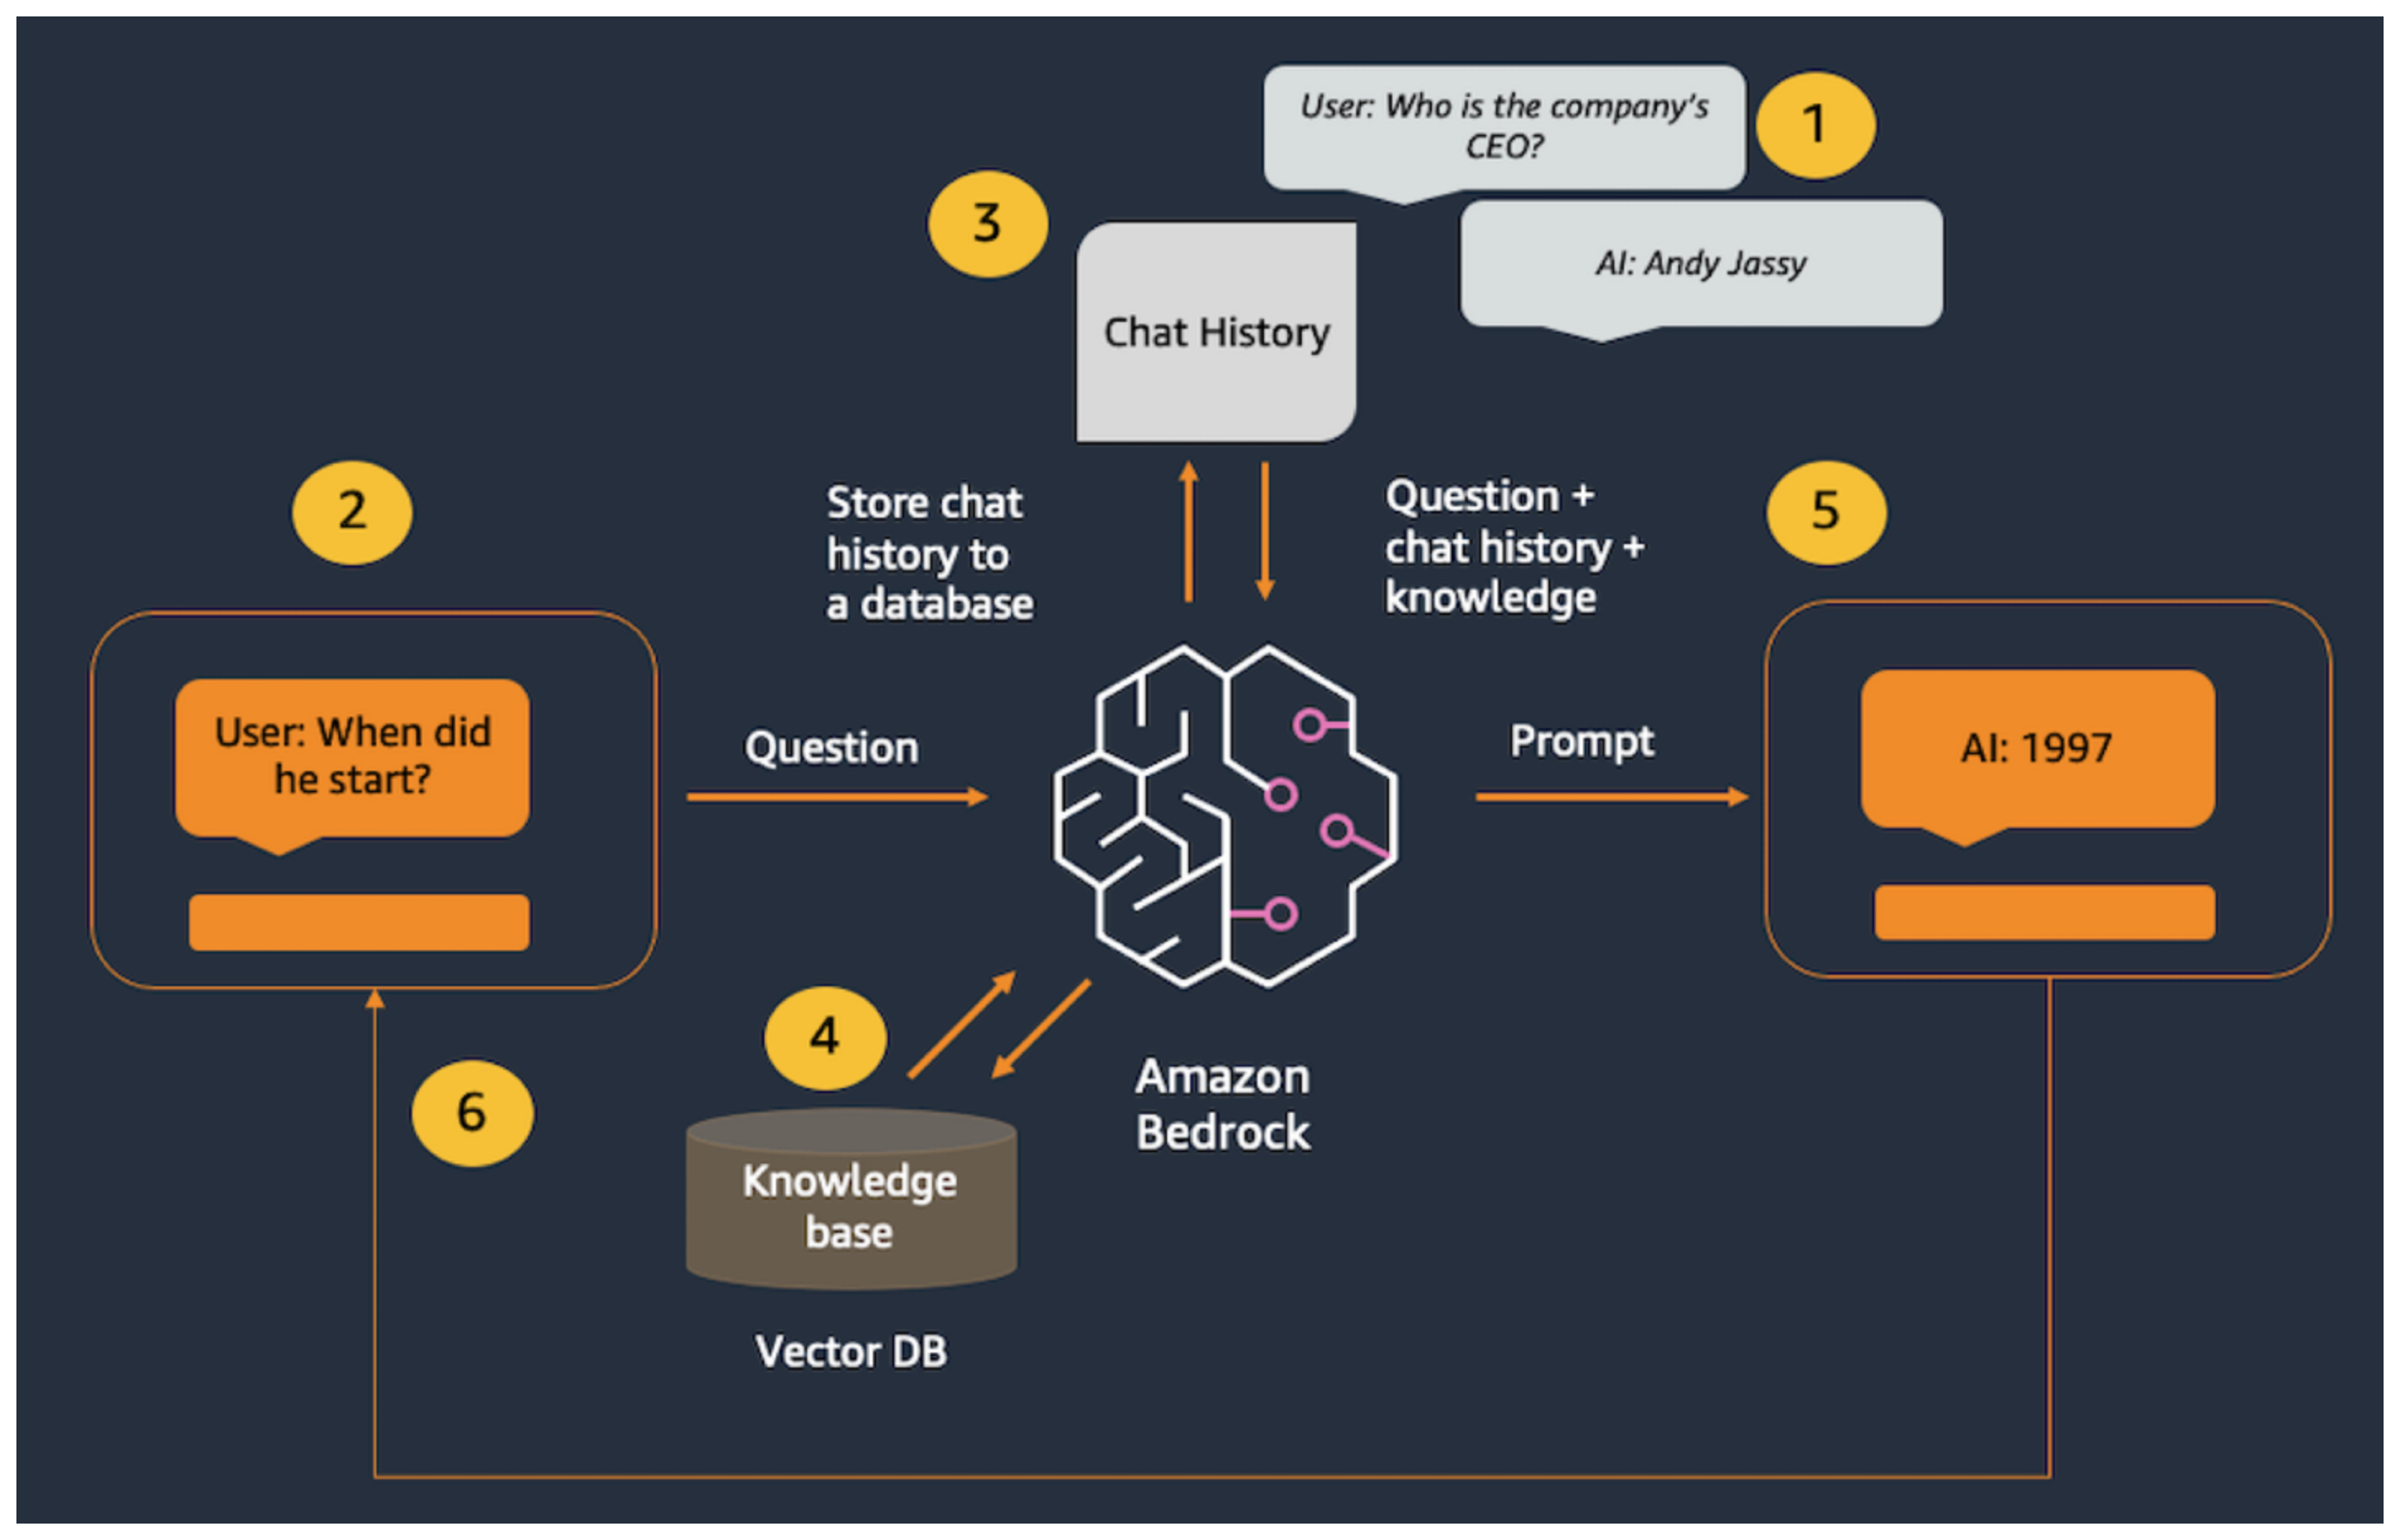 User: Who is the company's
CEO?
1
AI: Andy Jassy
3
Chat History
2
Store chat
history to
a database
Question +
chat history +
knowledge
5
User: When did
he start?
Question
Prompt
AI: 1997
4
6
Amazon
Bedrock
Knowledge
base
Vector DB